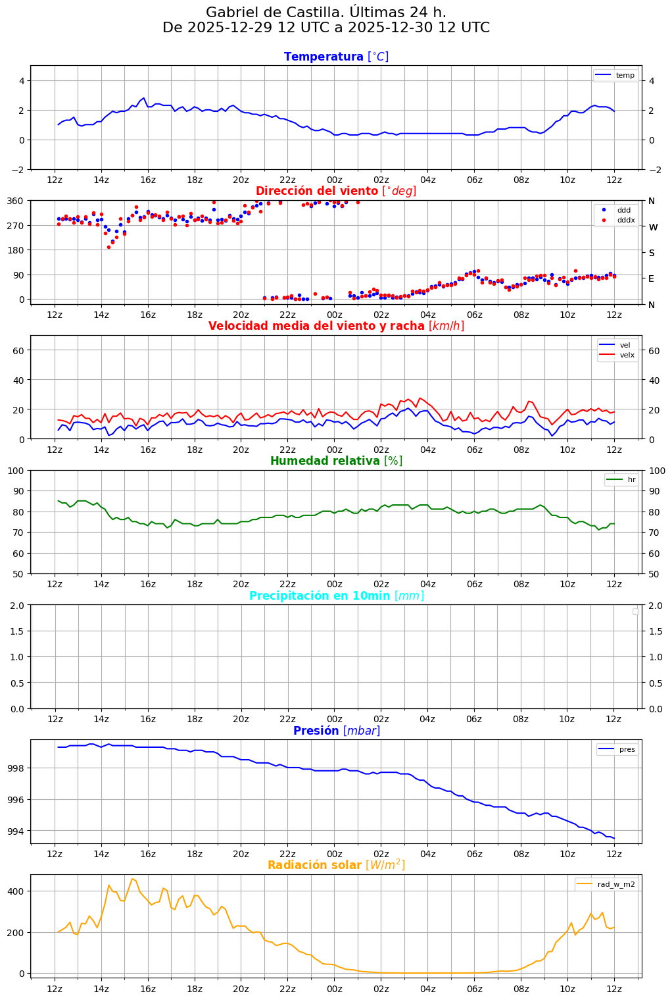 Gabriel de Castilla. Últimas 24 h.
De 2025-12-29 12 UTC a 2025-12-30 12 UTC
Temperatura [°C]
temp
4 2 0 −2
4 2 0 −2
12z 14z 16z 18z 20z 22z 00z 02z 04z 06z 08z 10z 12z
Dirección del viento [°deg]
ddd
dddx
360 270 180 90 0
N W S E N
12z 14z 16z 18z 20z 22z 00z 02z 04z 06z 08z 10z 12z
Velocidad media del viento y racha [km/h]
vel
velx
60 40 20 0
60 40 20 0
12z 14z 16z 18z 20z 22z 00z 02z 04z 06z 08z 10z 12z
Humedad relativa [%]
hr
100 90 80 70 60 50
100 90 80 70 60 50
12z 14z 16z 18z 20z 22z 00z 02z 04z 06z 08z 10z 12z
Precipitación en 10min [mm]
2.0 1.5 1.0 0.5 0.0
2.0 1.5 1.0 0.5 0.0
12z 14z 16z 18z 20z 22z 00z 02z 04z 06z 08z 10z 12z
Presión [mbar]
pres
998 996 994
12z 14z 16z 18z 20z 22z 00z 02z 04z 06z 08z 10z 12z
Radiación solar [W/m²]
rad_w_m2
400 200 0
12z 14z 16z 18z 20z 22z 00z 02z 04z 06z 08z 10z 12z